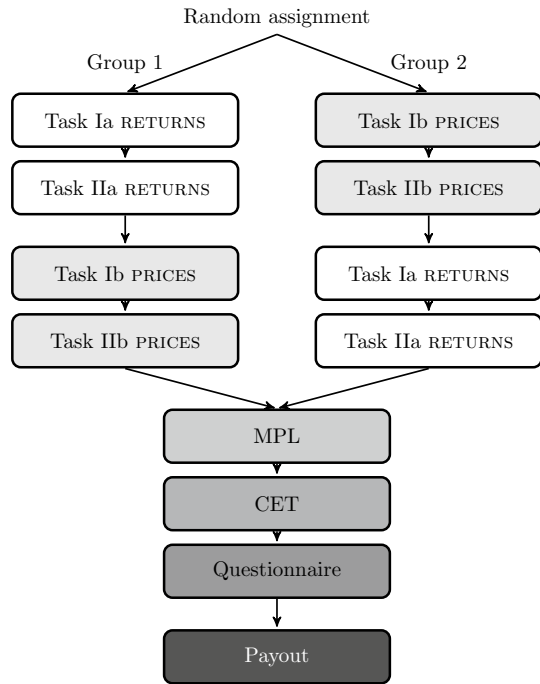 Random assignment
Group 1
Group 2
Task Ia RETURNS
Task IIa RETURNS
Task Ib PRICES
Task IIb PRICES
Task Ib PRICES
Task IIb PRICES
Task Ia RETURNS
Task IIa RETURNS
MPL
CET
Questionnaire
Payout